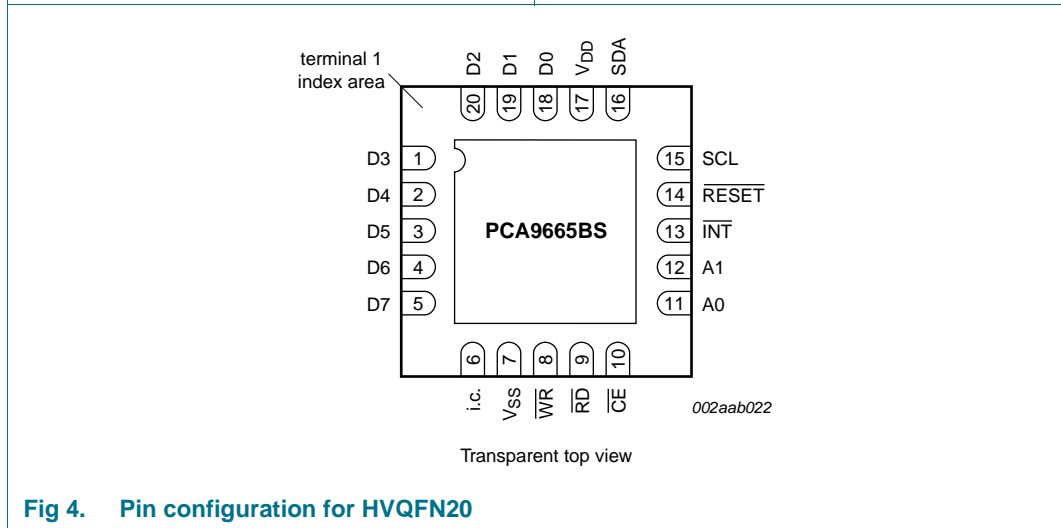 terminal 1
index area
D2
D1
D0
VDD
SDA
20
19
18
17
16
D3 1
D4 2
D5 3
D6 4
D7 5
PCA9665BS
15 SCL
14 RESET
13 INT
12 A1
11 A0
6
7
8
9
10
i.c.
VSS
WR
RD
CE
002aab022
Transparent top view
Fig 4. Pin configuration for HVQFN20